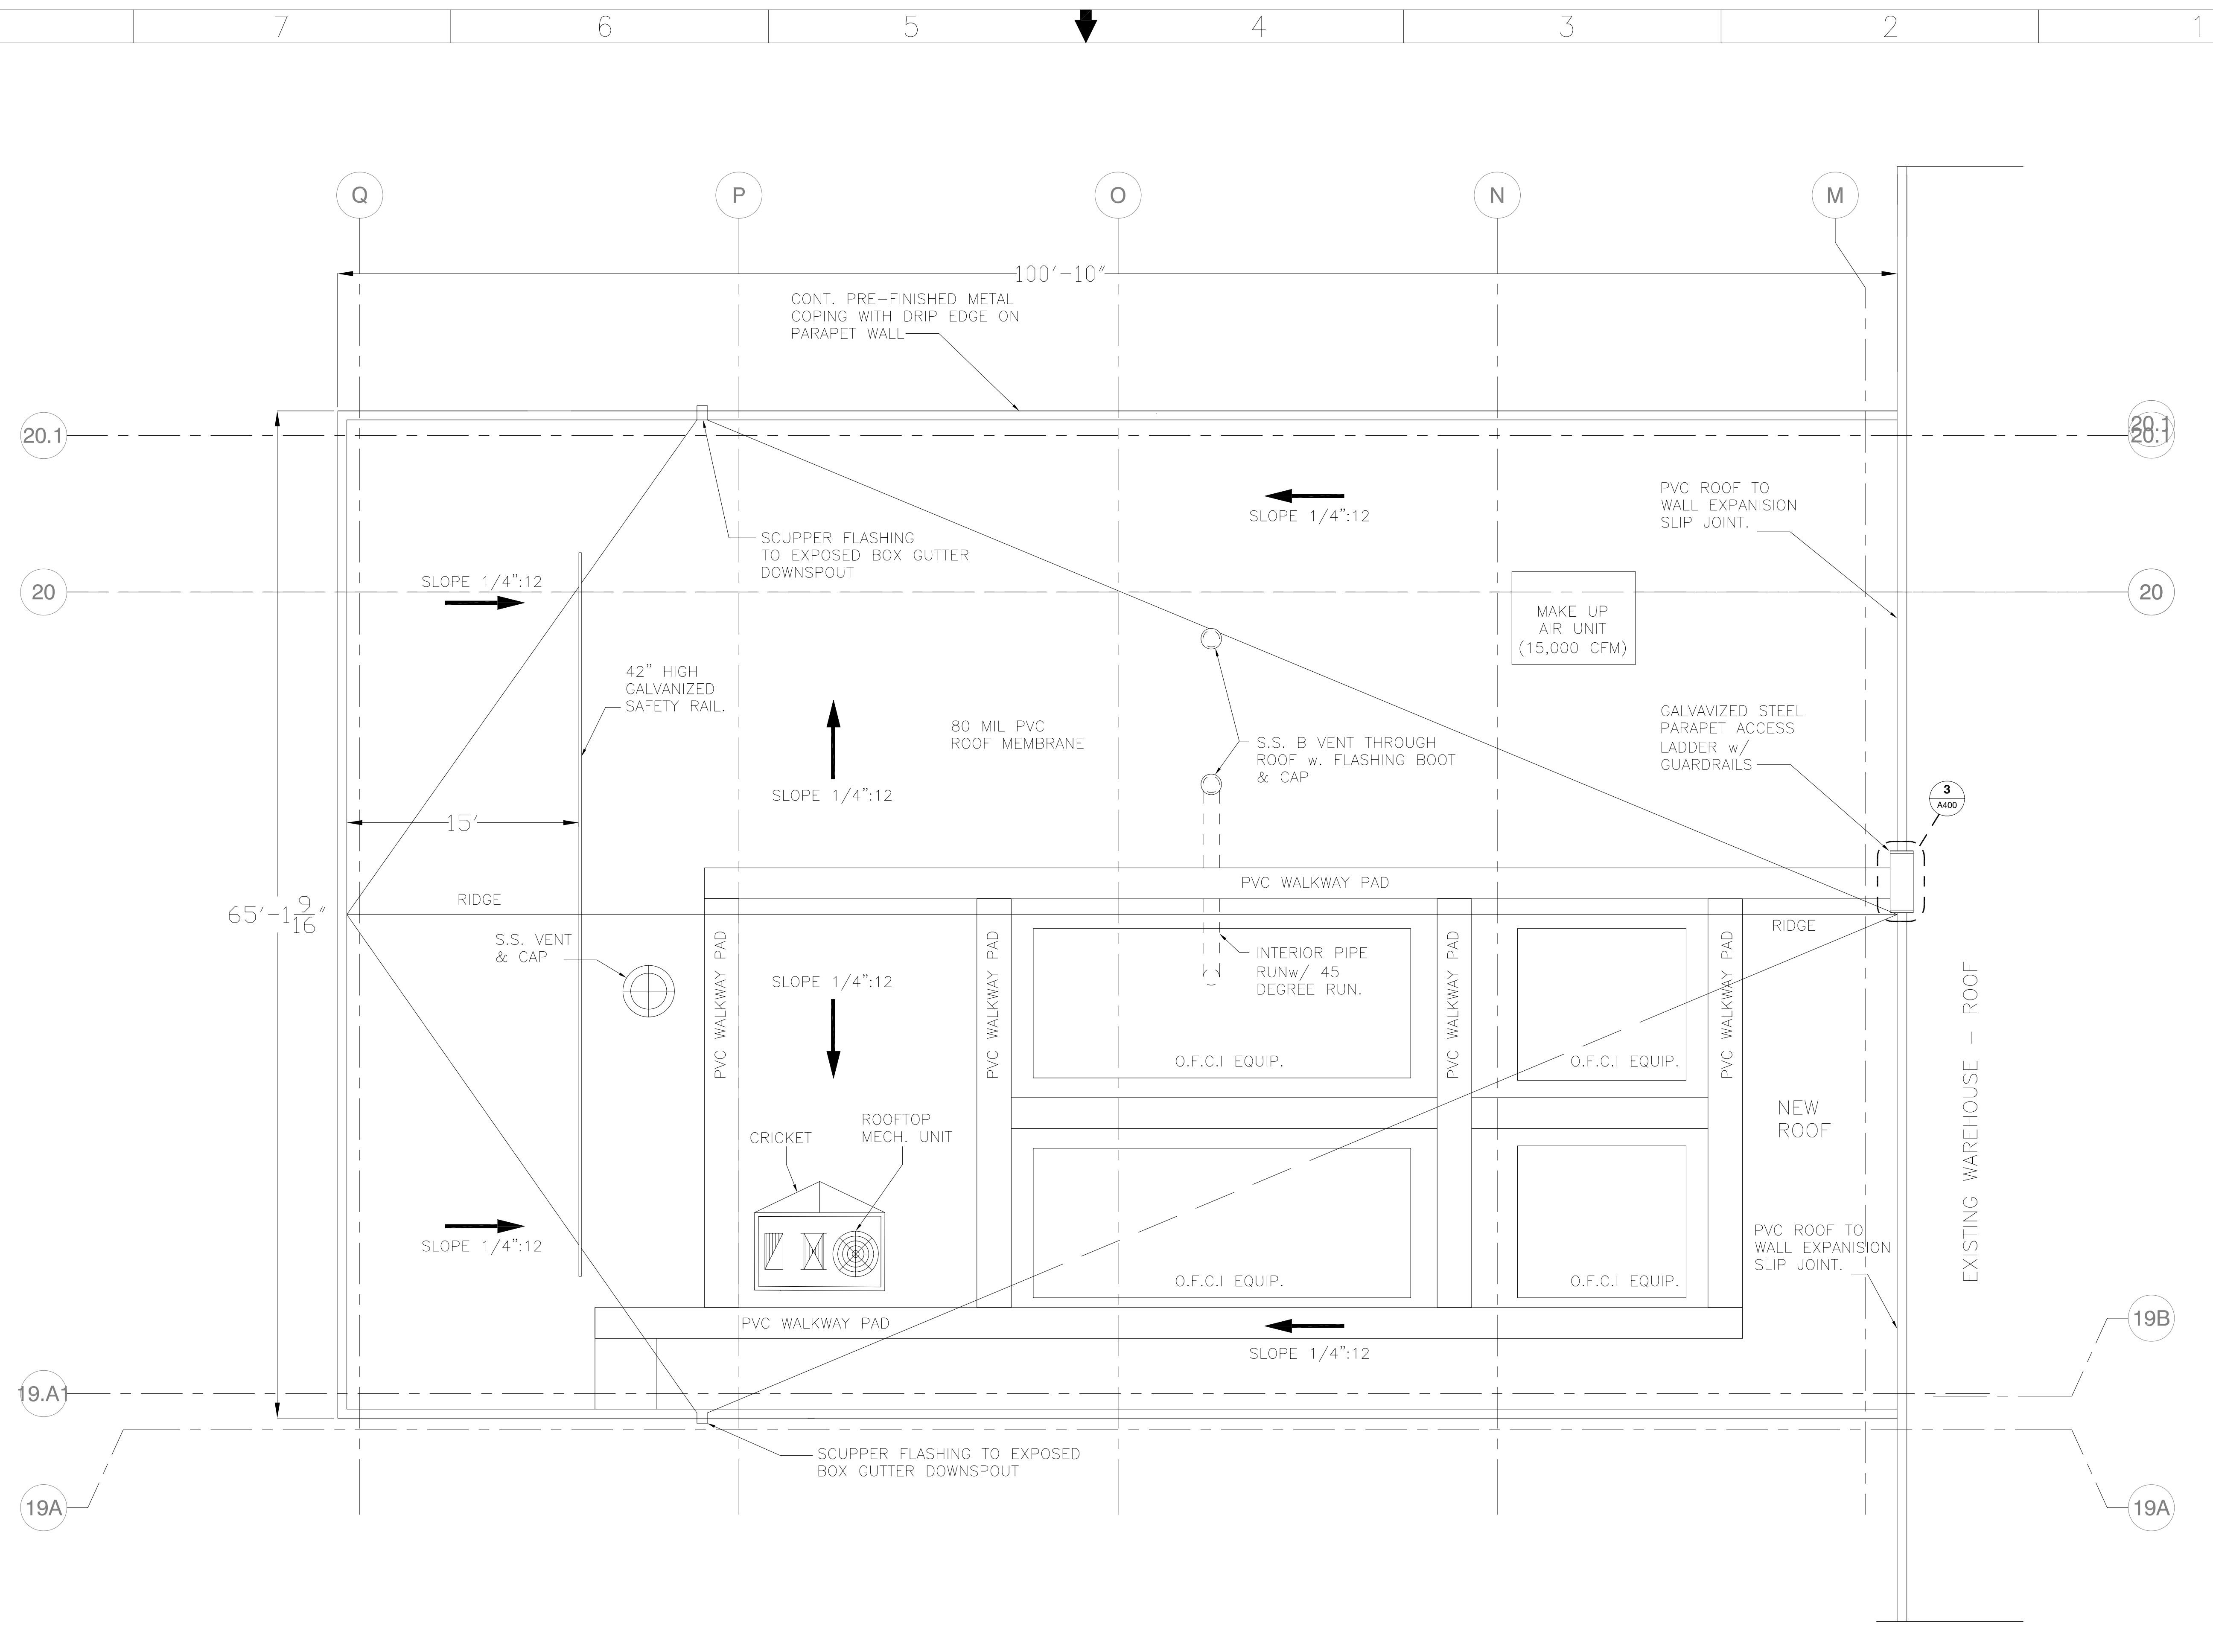 7 6 5 4 3 2 1
Q P O N M
100'-10"
CONT. PRE-FINISHED METAL
COPING WITH DRIP EDGE ON
PARAPET WALL
20.1
20.1
20.1
PVC ROOF TO
WALL EXPANISION
SLIP JOINT.
SLOPE 1/4":12
SCUPPER FLASHING
TO EXPOSED BOX GUTTER
DOWNSPOUT
SLOPE 1/4":12
20
20
MAKE UP
AIR UNIT
(15,000 CFM)
42" HIGH
GALVANIZED
SAFETY RAIL.
80 MIL PVC
ROOF MEMBRANE
S.S. B VENT THROUGH
ROOF w. FLASHING BOOT
& CAP
GALVAVIZED STEEL
PARAPET ACCESS
LADDER w/
GUARDRAILS
3
A400
SLOPE 1/4":12
15'
PVC WALKWAY PAD
RIDGE
65'-1 9/16"
RIDGE
S.S. VENT
& CAP
PVC WALKWAY PAD
PVC WALKWAY PAD
PVC WALKWAY PAD
PVC WALKWAY PAD
INTERIOR PIPE
RUNw/ 45
DEGREE RUN.
SLOPE 1/4":12
O.F.C.I EQUIP.
O.F.C.I EQUIP.
NEW
ROOF
EXISTING WAREHOUSE - ROOF
CRICKET
ROOFTOP
MECH. UNIT
SLOPE 1/4":12
O.F.C.I EQUIP.
O.F.C.I EQUIP.
PVC ROOF TO
WALL EXPANISION
SLIP JOINT.
PVC WALKWAY PAD
SLOPE 1/4":12
19B
19.A1
SCUPPER FLASHING TO EXPOSED
BOX GUTTER DOWNSPOUT
19A
19A